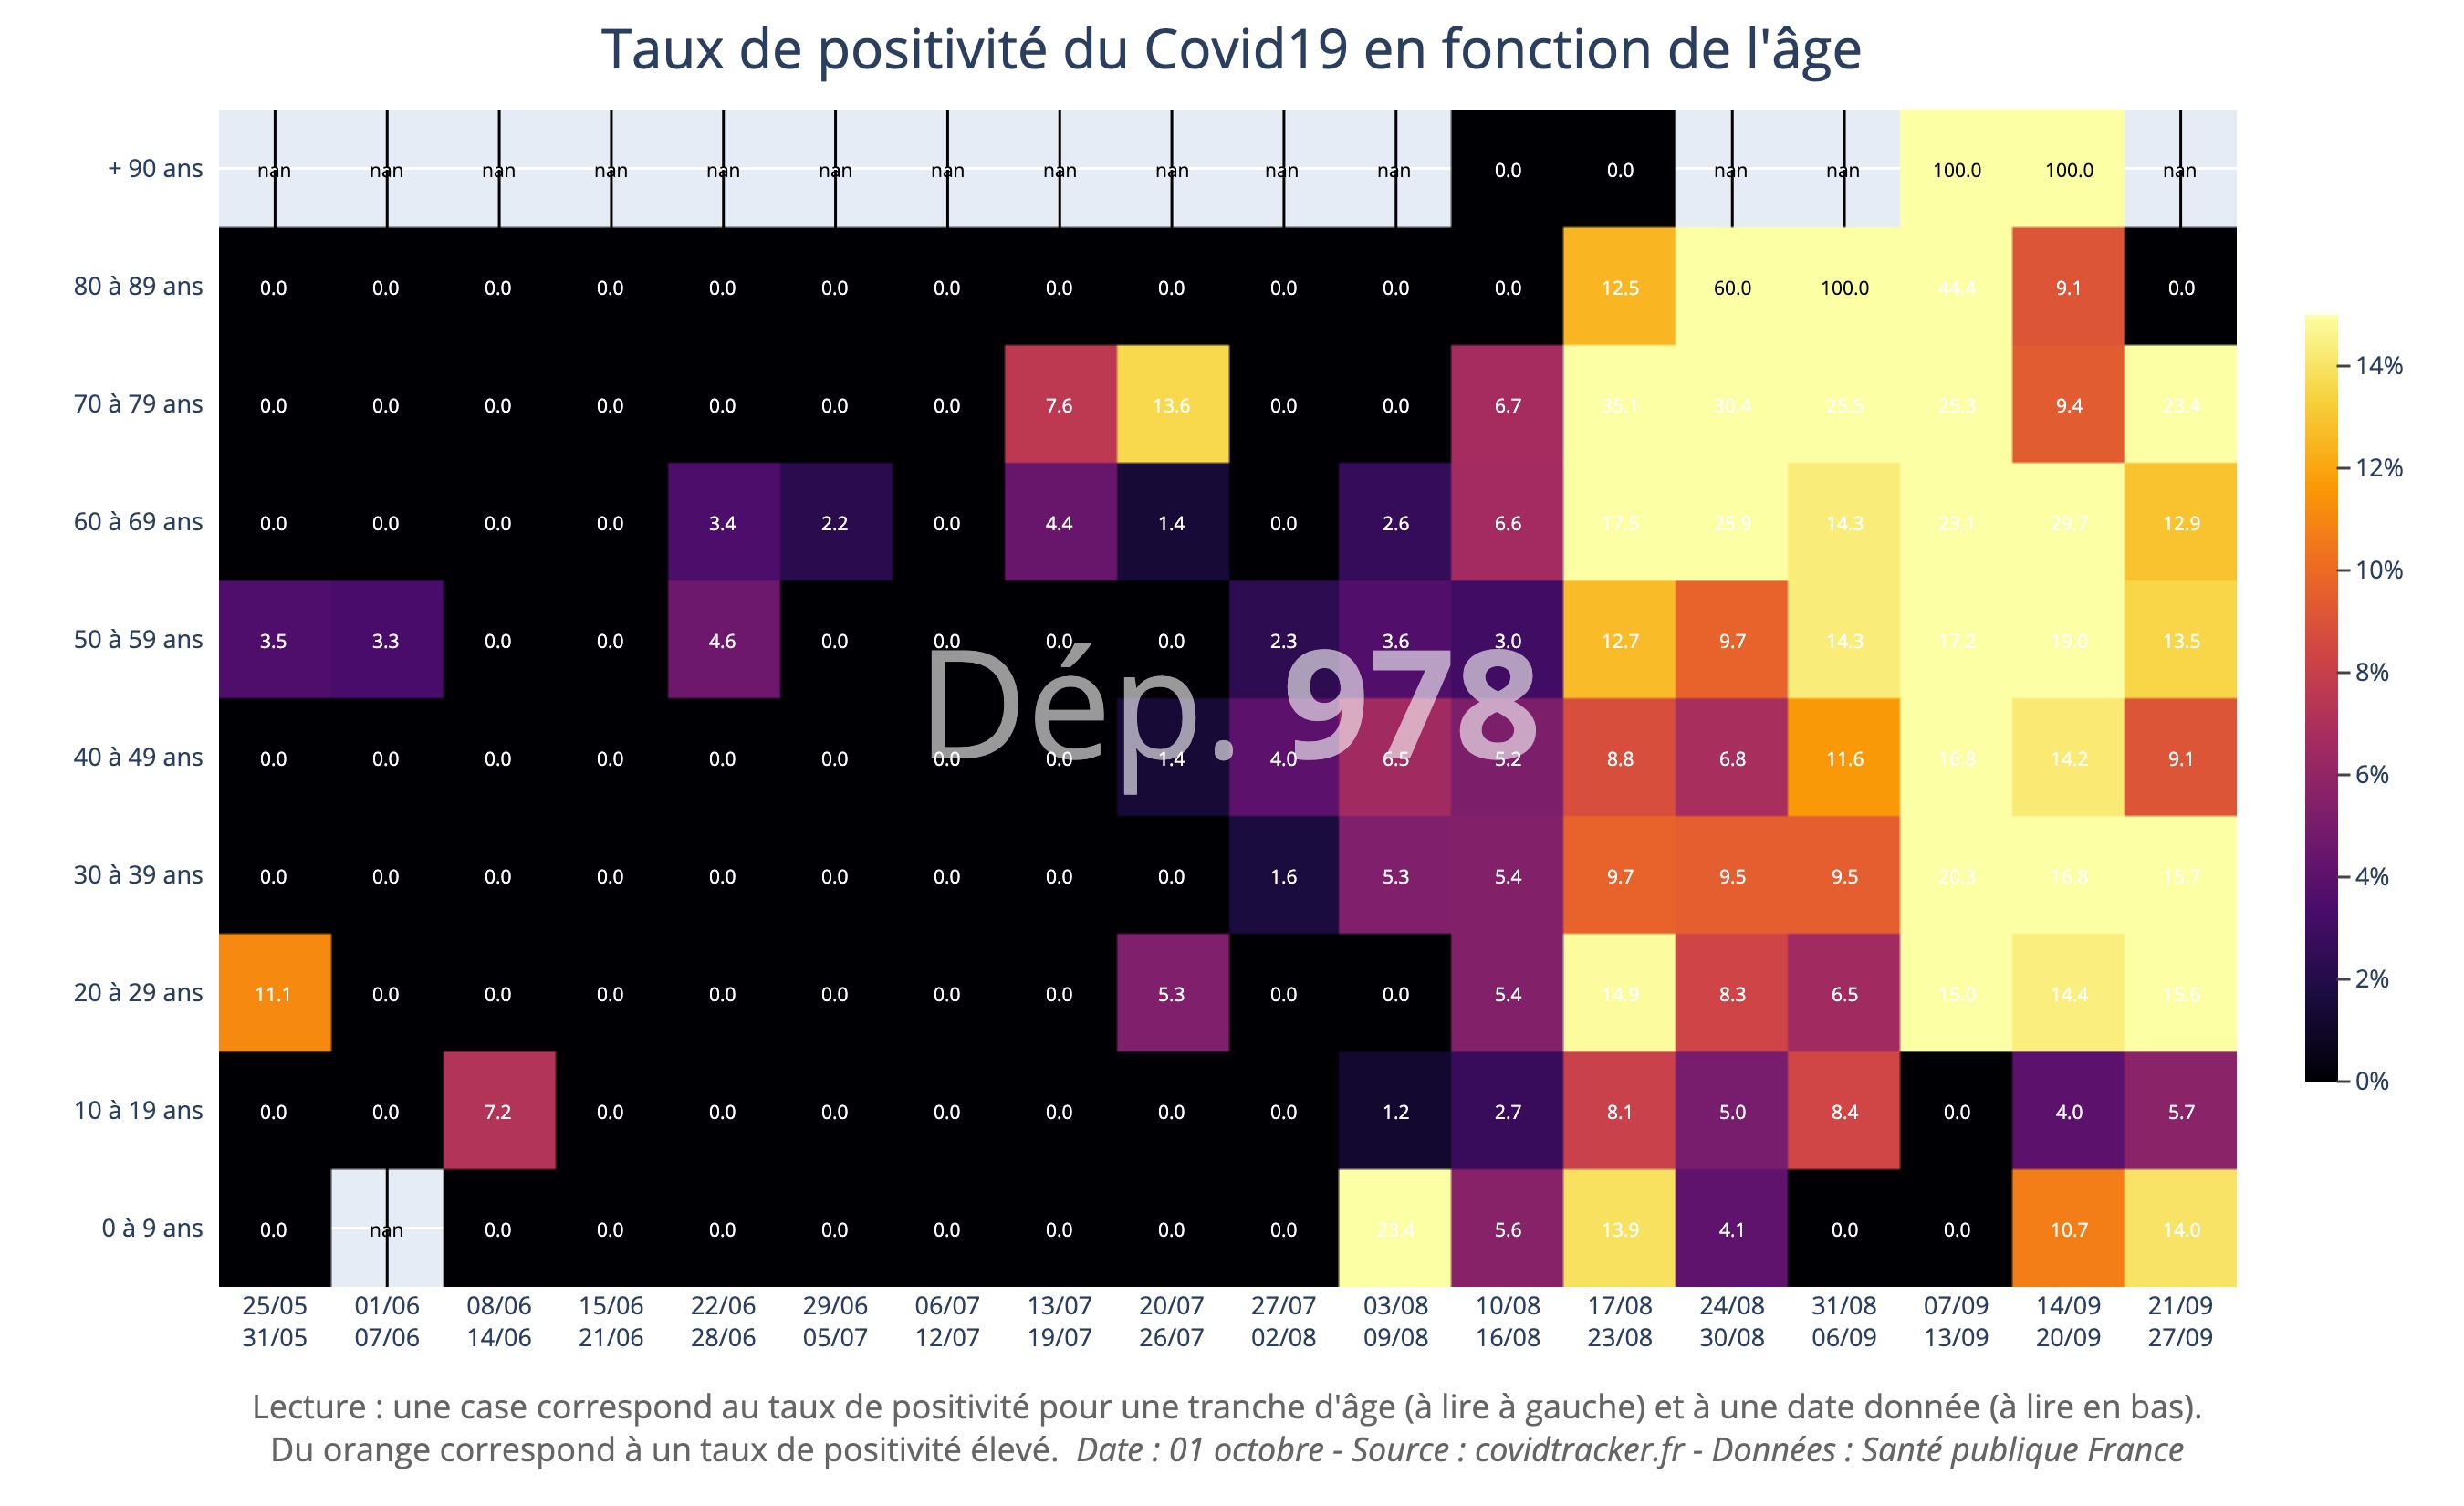 Taux de positivité du Covid19 en fonction de l'âge
+ 90 ans nan nan nan nan nan nan nan nan nan nan nan 0.0 0.0 nan nan 100.0 100.0 nan
80 à 89 ans 0.0 0.0 0.0 0.0 0.0 0.0 0.0 0.0 0.0 0.0 0.0 0.0 12.5 60.0 100.0 44.4 9.1 0.0
14%
70 à 79 ans 0.0 0.0 0.0 0.0 0.0 0.0 0.0 7.6 13.6 0.0 0.0 6.7 35.1 30.4 25.5 25.3 9.4 23.4
12%
60 à 69 ans 0.0 0.0 0.0 0.0 3.4 2.2 0.0 4.4 1.4 0.0 2.6 6.6 17.5 25.9 14.3 23.1 29.7 12.9
10%
50 à 59 ans 3.5 3.3 0.0 0.0 4.6 0.0 0.0 0.0 0.0 2.3 3.6 3.0 12.7 9.7 14.3 17.2 19.0 13.5
8%
Dép. 978
40 à 49 ans 0.0 0.0 0.0 0.0 0.0 0.0 0.0 0.0 1.4 4.0 6.5 5.2 8.8 6.8 11.6 16.8 14.2 9.1
6%
30 à 39 ans 0.0 0.0 0.0 0.0 0.0 0.0 0.0 0.0 0.0 1.6 5.3 5.4 9.7 9.5 9.5 20.3 16.8 15.7
4%
20 à 29 ans 11.1 0.0 0.0 0.0 0.0 0.0 0.0 0.0 5.3 0.0 0.0 5.4 14.9 8.3 6.5 15.0 14.4 15.6
2%
0%
10 à 19 ans 0.0 0.0 7.2 0.0 0.0 0.0 0.0 0.0 0.0 0.0 1.2 2.7 8.1 5.0 8.4 0.0 4.0 5.7
0 à 9 ans 0.0 nan 0.0 0.0 0.0 0.0 0.0 0.0 0.0 0.0 23.4 5.6 13.9 4.1 0.0 0.0 10.7 14.0
25/05 01/06 08/06 15/06 22/06 29/06 06/07 13/07 20/07 27/07 03/08 10/08 17/08 24/08 31/08 07/09 14/09 21/09
31/05 07/06 14/06 21/06 28/06 05/07 12/07 19/07 26/07 02/08 09/08 16/08 23/08 30/08 06/09 13/09 20/09 27/09
Lecture : une case correspond au taux de positivité pour une tranche d'âge (à lire à gauche) et à une date donnée (à lire en bas).
Du orange correspond à un taux de positivité élevé. Date : 01 octobre - Source : covidtracker.fr - Données : Santé publique France